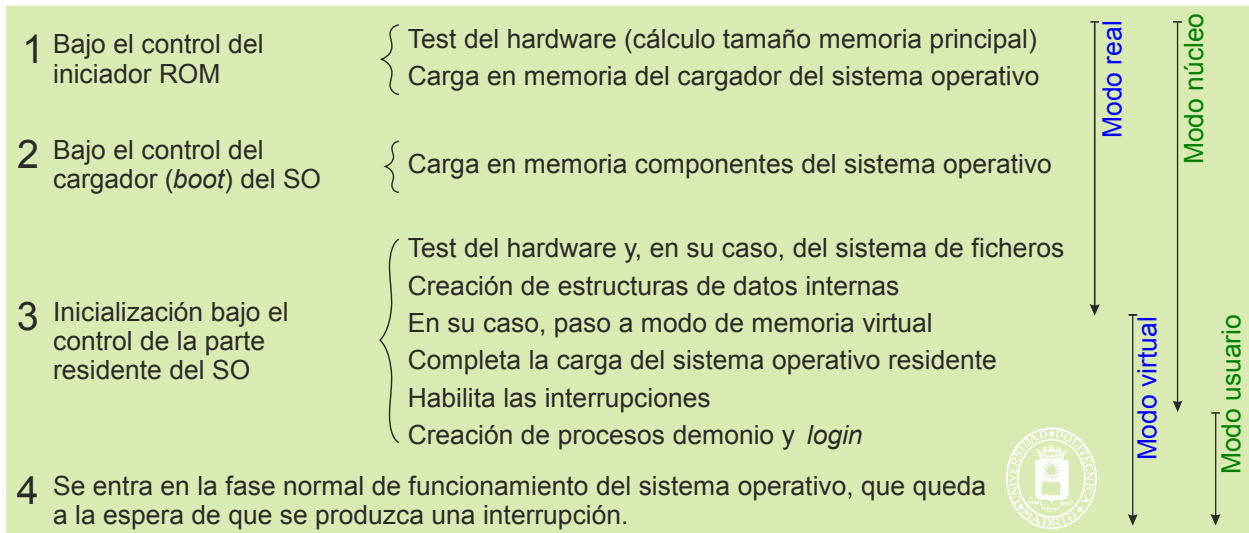 1 Bajo el control del
iniciador ROM
Test del hardware (cálculo tamaño memoria principal)
Carga en memoria del cargador del sistema operativo
2 Bajo el control del
cargador (boot) del SO
Carga en memoria componentes del sistema operativo
3 Inicialización bajo el
control de la parte
residente del SO
Test del hardware y, en su caso, del sistema de ficheros
Creación de estructuras de datos internas
En su caso, paso a modo de memoria virtual
Completa la carga del sistema operativo residente
Habilita las interrupciones
Creación de procesos demonio y login
4 Se entra en la fase normal de funcionamiento del sistema operativo, que queda
a la espera de que se produzca una interrupción.
Modo real
Modo núcleo
Modo virtual
Modo usuario
UNIVERSIDAD POLITECNICA MADRID